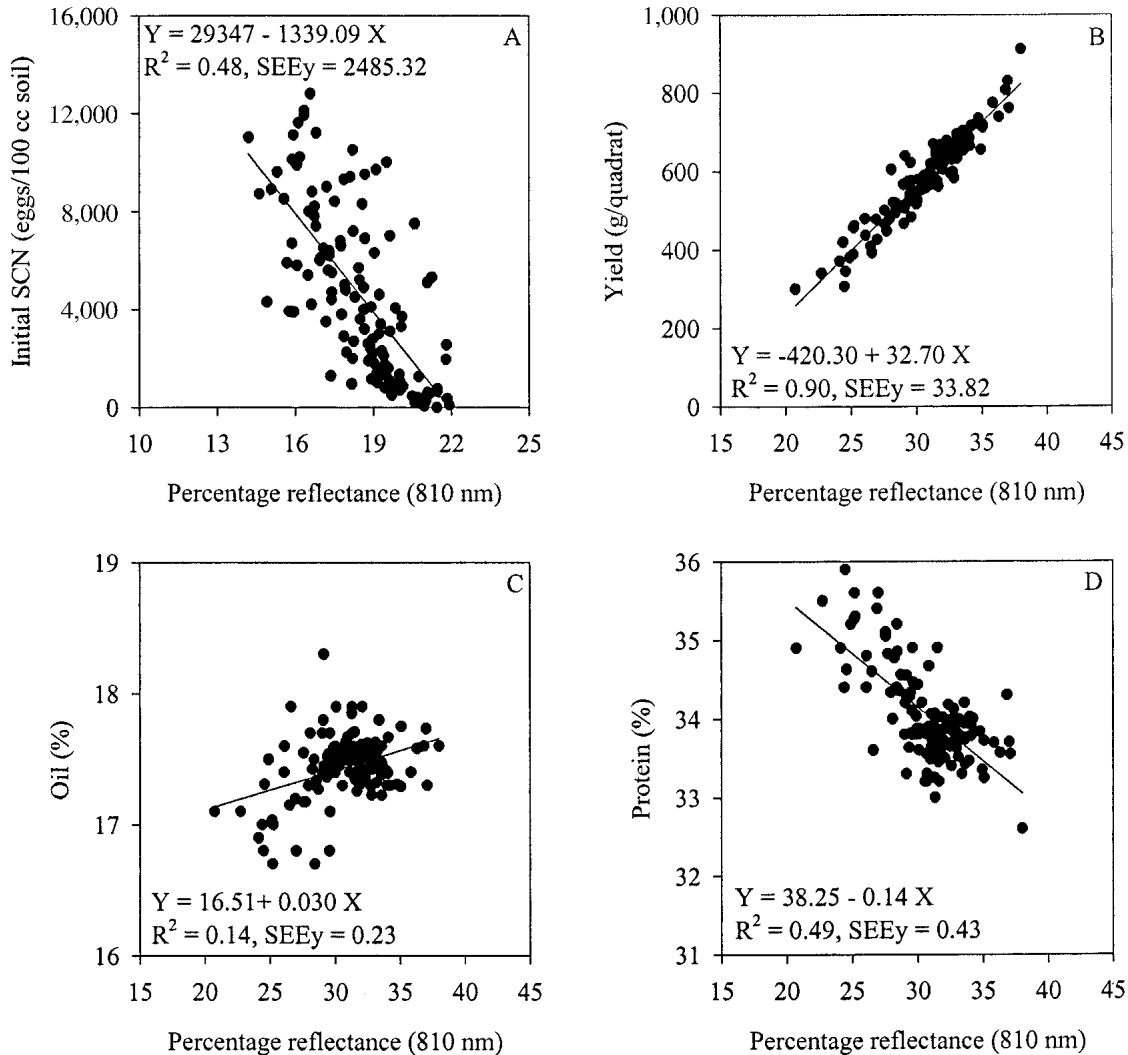 16,000
Y = 29347 - 1339.09 X
A
R² = 0.48, SEEy = 2485.32
12,000
8,000
4,000
0
Initial SCN (eggs/100 cc soil)
10 13 16 19 22 25
Percentage reflectance (810 nm)
1,000
B
800
600
400
200
0
Yield (g/quadrat)
Y = -420.30 + 32.70 X
R² = 0.90, SEEy = 33.82
15 20 25 30 35 40 45
Percentage reflectance (810 nm)
19
C
18
17
16
Oil (%)
Y = 16.51+ 0.030 X
R² = 0.14, SEEy = 0.23
15 20 25 30 35 40 45
Percentage reflectance (810 nm)
36
D
35
34
33
32
31
Protein (%)
Y = 38.25 - 0.14 X
R² = 0.49, SEEy = 0.43
15 20 25 30 35 40 45
Percentage reflectance (810 nm)